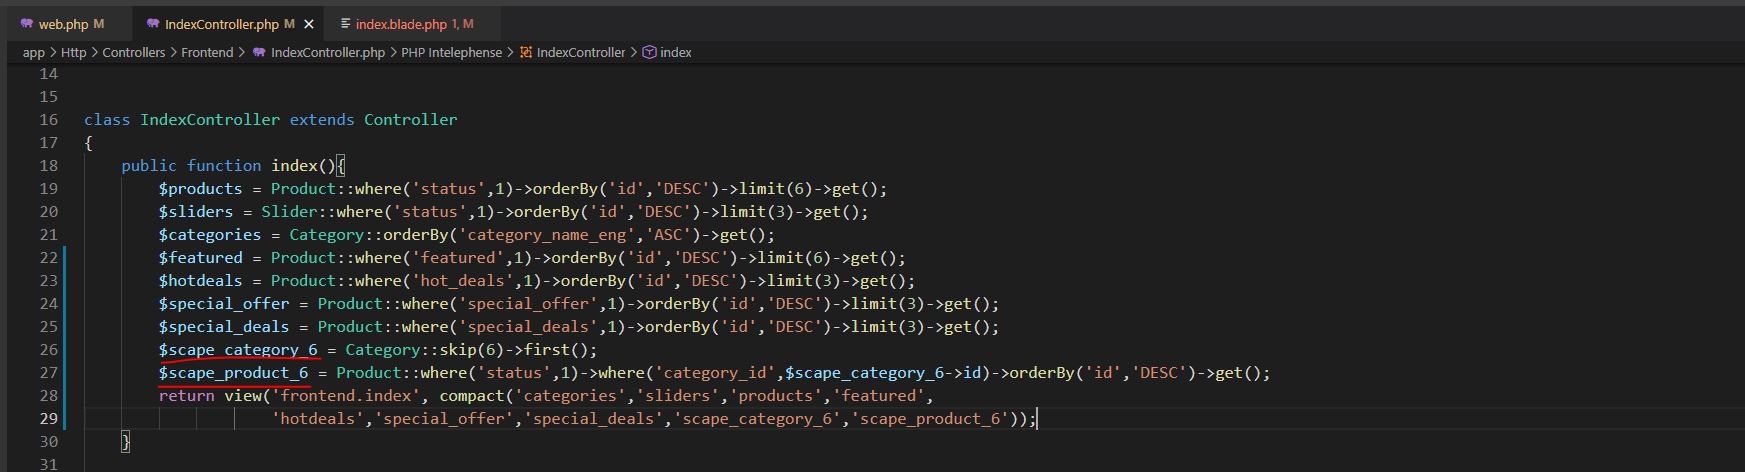 web.php M IndexController.php M × index.blade.php 1, M
app > Http > Controllers > Frontend > IndexController.php > PHP Intelephense > IndexController > index
14
15
16 class IndexController extends Controller
17 {
18 public function index(){
19 $products = Product::where('status',1)->orderBy('id','DESC')->limit(6)->get();
20 $sliders = Slider::where('status',1)->orderBy('id','DESC')->limit(3)->get();
21 $categories = Category::orderBy('category_name_eng','ASC')->get();
22 $featured = Product::where('featured',1)->orderBy('id','DESC')->limit(6)->get();
23 $hotdeals = Product::where('hot_deals',1)->orderBy('id','DESC')->limit(3)->get();
24 $special_offer = Product::where('special_offer',1)->orderBy('id','DESC')->limit(3)->get();
25 $special_deals = Product::where('special_deals',1)->orderBy('id','DESC')->limit(3)->get();
26 $scape_category_6 = Category::skip(6)->first();
27 $scape_product_6 = Product::where('status',1)->where('category_id',$scape_category_6->id)->orderBy('id','DESC')->get();
28 return view('frontend.index', compact('categories','sliders','products','featured',
29 'hotdeals','special_offer','special_deals','scape_category_6','scape_product_6'));
30 }
31